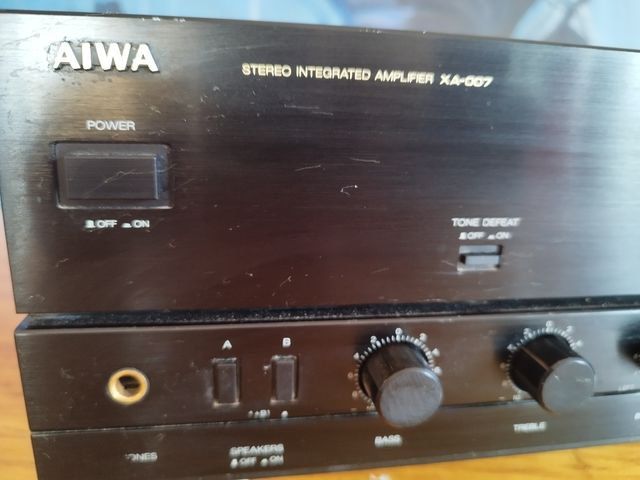 AIWA
STEREO INTEGRATED AMPLIFIER XA-007
POWER
OFF ON
TONE DEFEAT
OFF ON
A B
SPEAKERS
OFF ON
BASS
TREBLE